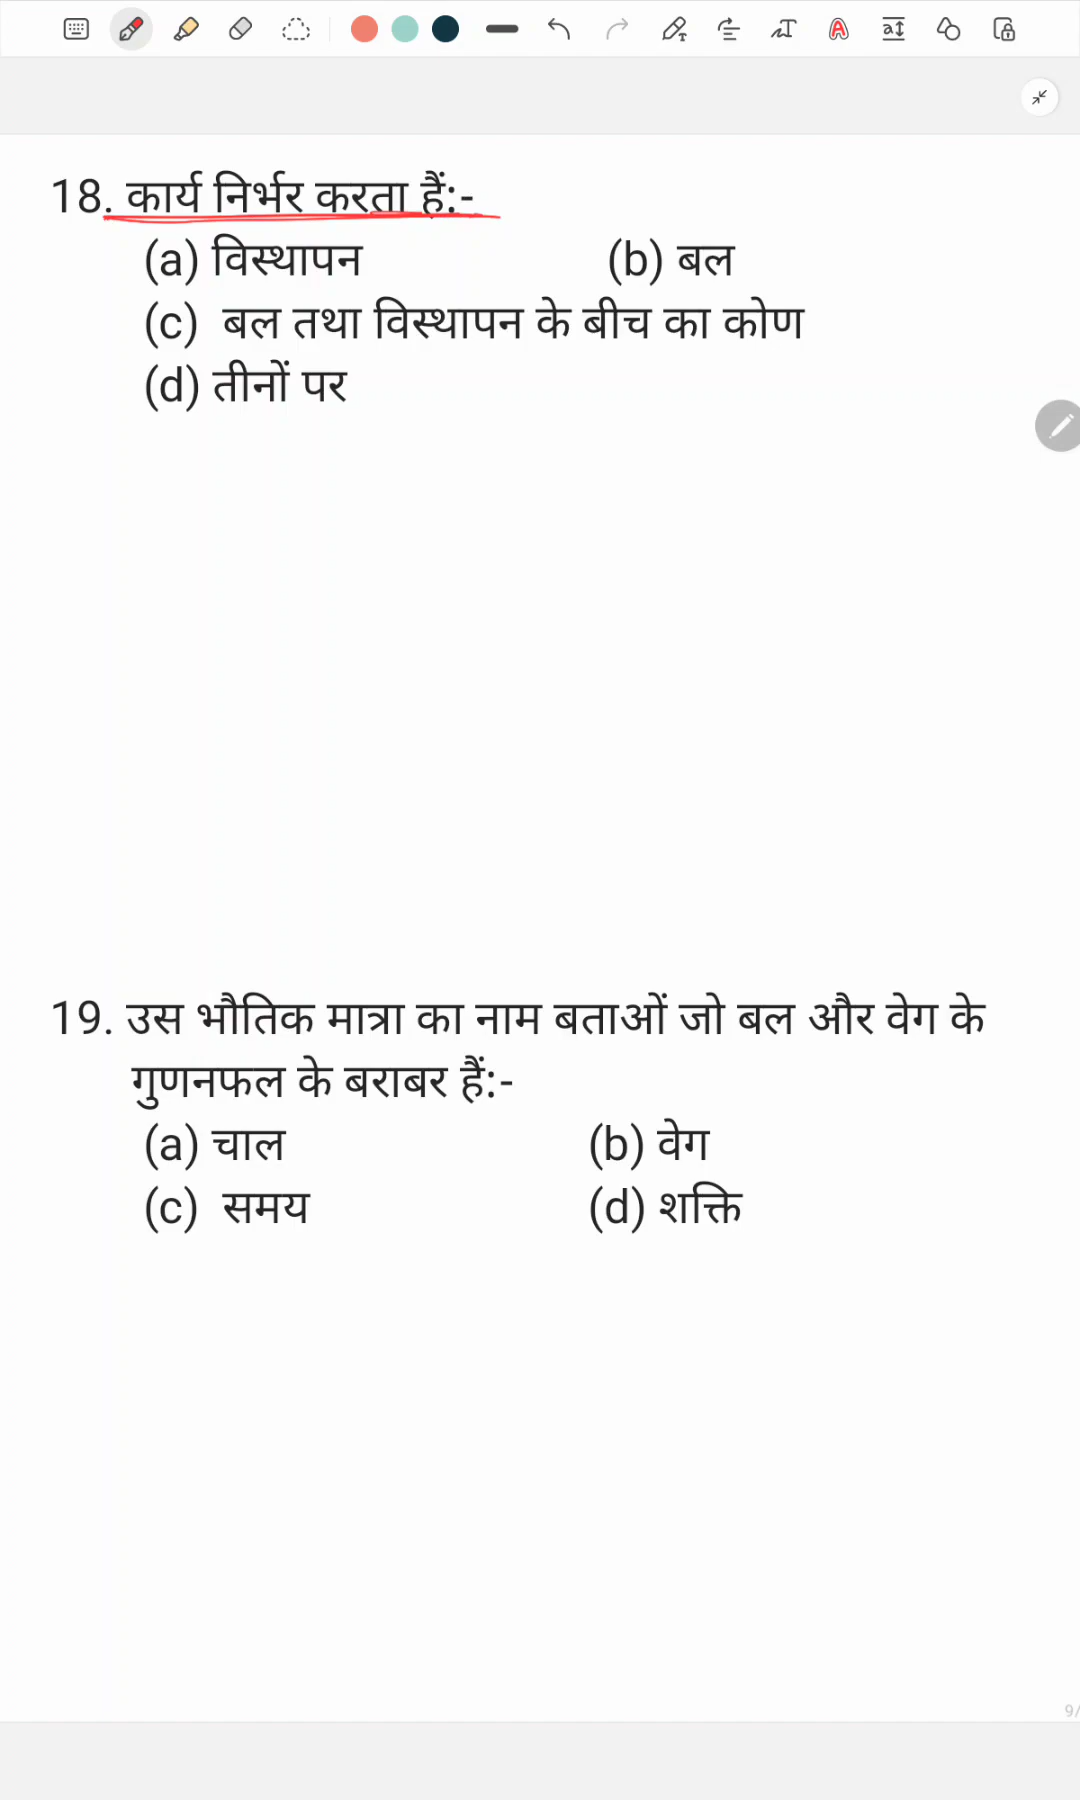 18. कार्य निर्भर करता हैं:-
(a) विस्थापन (b) बल
(c) बल तथा विस्थापन के बीच का कोण
(d) तीनों पर
19. उस भौतिक मात्रा का नाम बताओं जो बल और वेग के
गुणनफल के बराबर हैं:-
(a) चाल (b) वेग
(c) समय (d) शक्ति
9/